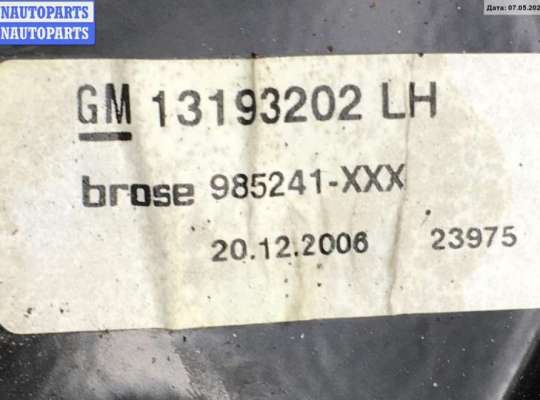 NAUTOPARTS
NAUTOPARTS
Дата: 07.05.202
GM 13193202 LH
brose 985241-XXX
20.12.2006 23975